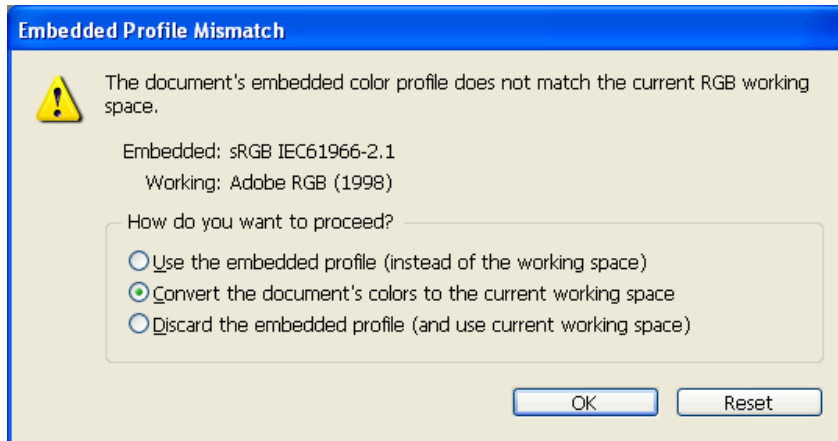 Embedded Profile Mismatch
The document's embedded color profile does not match the current RGB working
space.
Embedded: sRGB IEC61966-2.1
Working: Adobe RGB (1998)
How do you want to proceed?
Use the embedded profile (instead of the working space)
Convert the document's colors to the current working space
Discard the embedded profile (and use current working space)
OK Reset